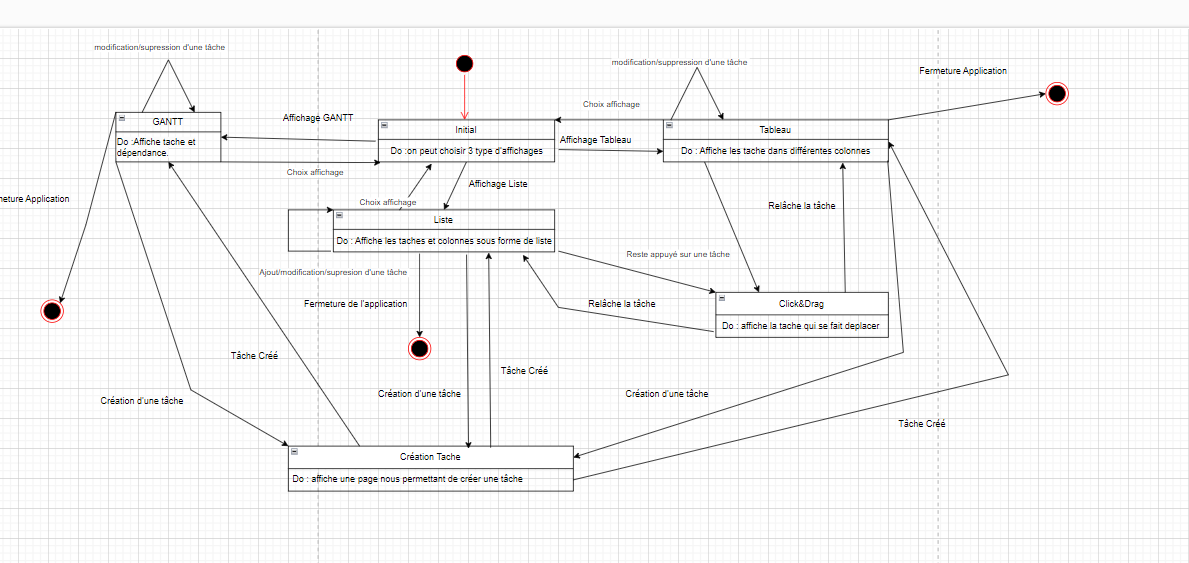 modification/supression d'une tâche
modification/suppression d'une tâche
Fermeture Application
Choix affichage
GANTT
Affichage GANTT
Initial
Tableau
Do :Affiche tache et
dépendance.
Do :on peut choisir 3 type d'affichages
Affichage Tableau
Do : Affiche les tache dans différentes colonnes
Choix affichage
Affichage Liste
meture Application
Choix affichage
Relâche la tâche
Liste
Do : Affiche les taches et colonnes sous forme de liste
Reste appuyé sur une tâche
Ajout/modification/supresion d'une tâche
Fermeture de l'application
Relâche la tâche
Click&Drag
Do : affiche la tache qui se fait deplacer
Tâche Créé
Tâche Créé
Création d'une tâche
Création d'une tâche
Création d'une tâche
Tâche Créé
Création Tache
Do : affiche une page nous permettant de créer une tâche